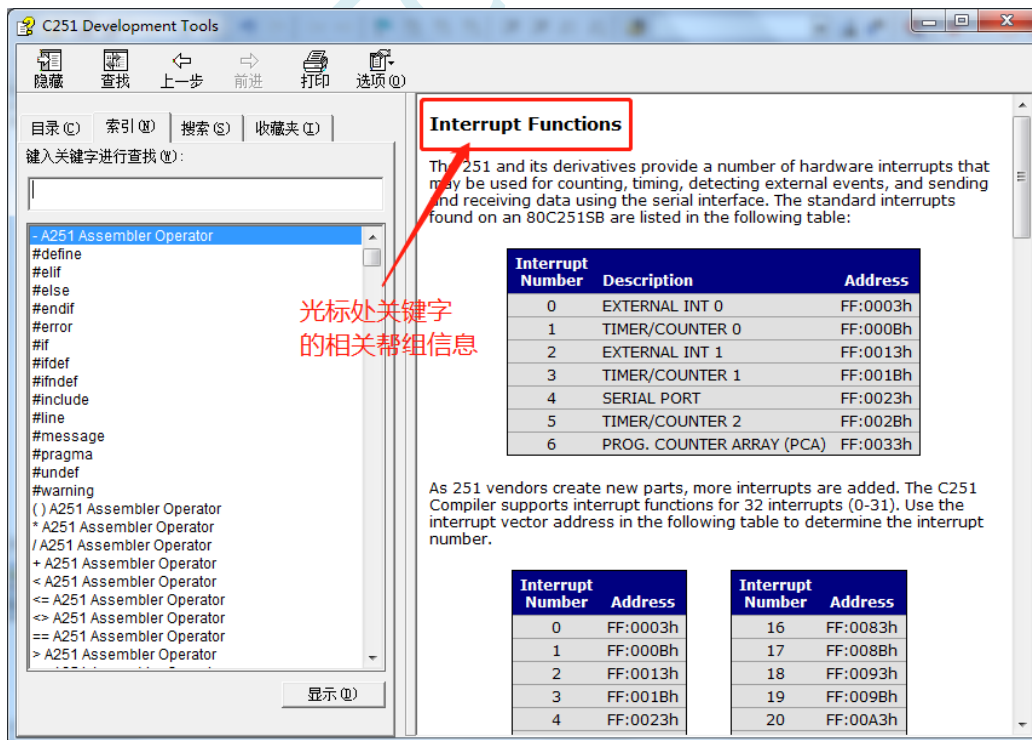 C251 Development Tools
隐藏 查找 上一步 前进 打印 选项(O)
目录(C) 索引(N) 搜索(S) 收藏夹(I)
键入关键字进行查找(W):
- A251 Assembler Operator
#define
#elif
#else
#endif
#error
#if
#ifdef
#ifndef
#include
#line
#message
#pragma
#undef
#warning
( ) A251 Assembler Operator
* A251 Assembler Operator
/ A251 Assembler Operator
+ A251 Assembler Operator
< A251 Assembler Operator
<= A251 Assembler Operator
<> A251 Assembler Operator
== A251 Assembler Operator
> A251 Assembler Operator
显示(D)
光标处关键字
的相关帮组信息
Interrupt Functions
The 251 and its derivatives provide a number of hardware interrupts that
may be used for counting, timing, detecting external events, and sending
and receiving data using the serial interface. The standard interrupts
found on an 80C251SB are listed in the following table:
Interrupt
Number Description Address
0 EXTERNAL INT 0 FF:0003h
1 TIMER/COUNTER 0 FF:000Bh
2 EXTERNAL INT 1 FF:0013h
3 TIMER/COUNTER 1 FF:001Bh
4 SERIAL PORT FF:0023h
5 TIMER/COUNTER 2 FF:002Bh
6 PROG. COUNTER ARRAY (PCA) FF:0033h
As 251 vendors create new parts, more interrupts are added. The C251
Compiler supports interrupt functions for 32 interrupts (0-31). Use the
interrupt vector address in the following table to determine the interrupt
number.
Interrupt Interrupt
Number Address Number Address
0 FF:0003h 16 FF:0083h
1 FF:000Bh 17 FF:008Bh
2 FF:0013h 18 FF:0093h
3 FF:001Bh 19 FF:009Bh
4 FF:0023h 20 FF:00A3h